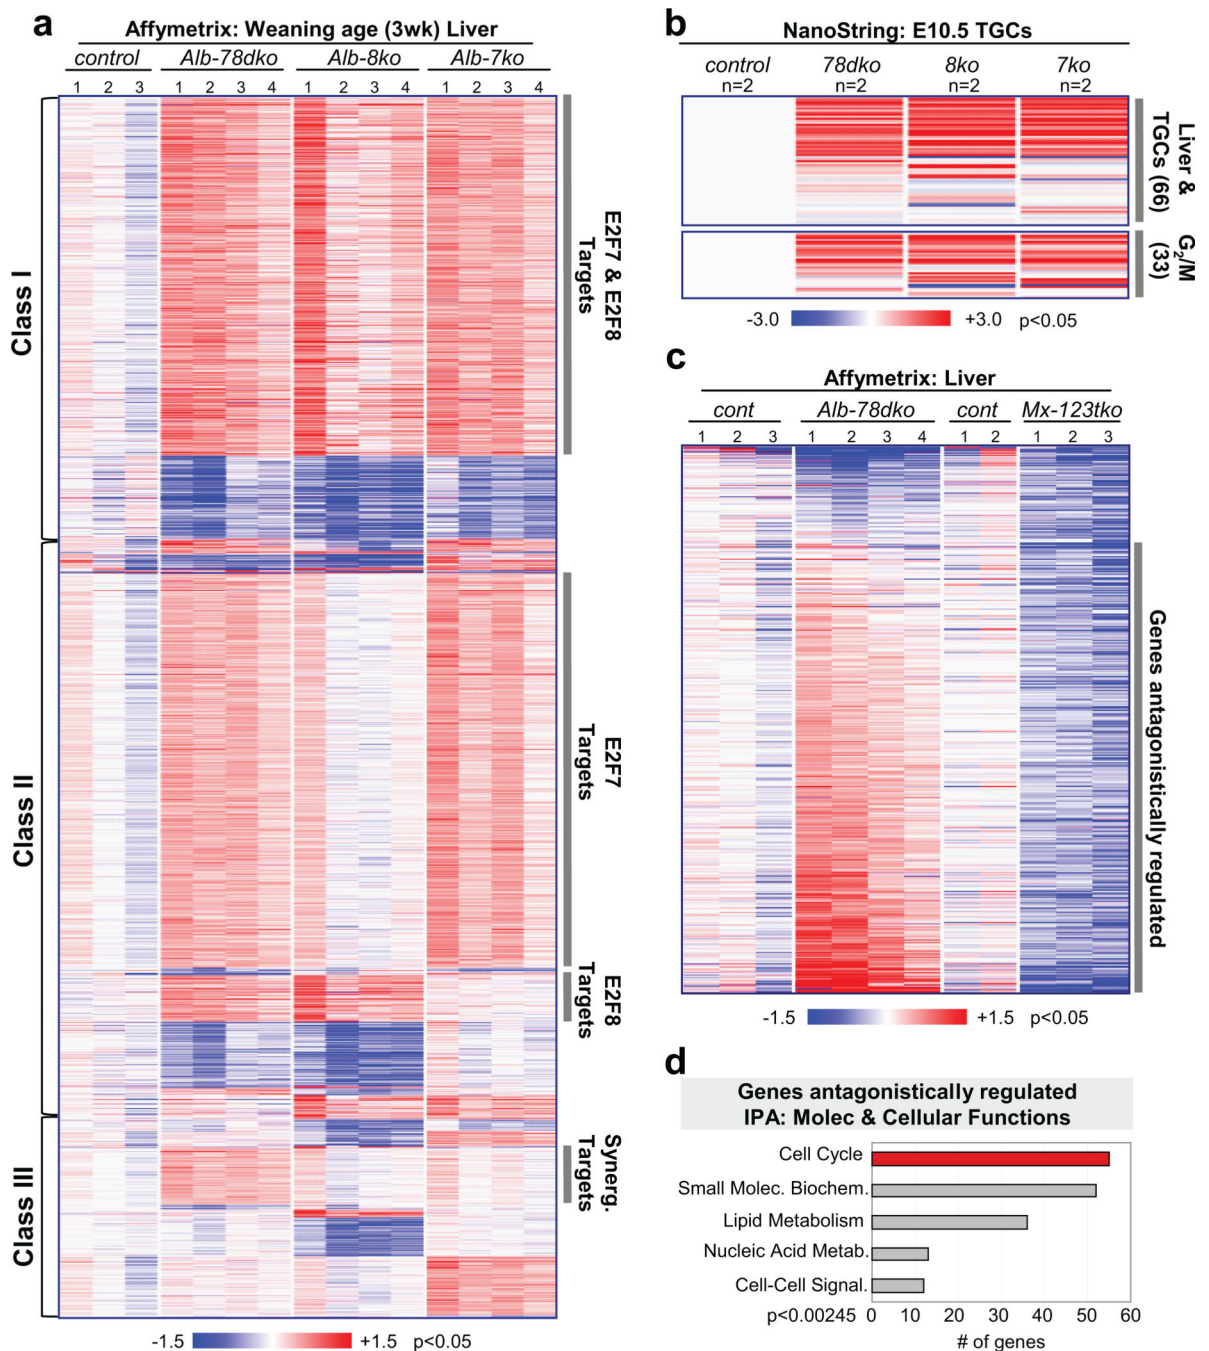 a
Affymetrix: Weaning age (3wk) Liver
control Alb-78dko Alb-8ko Alb-7ko
1 2 3 1 2 3 4 1 2 3 4 1 2 3 4
Class I
Class II
Class III
E2F7 & E2F8
Targets
E2F7
Targets
E2F8
Targets
Synerg.
Targets
-1.5 +1.5 p<0.05
b
NanoString: E10.5 TGCs
control 78dko 8ko 7ko
n=2 n=2 n=2 n=2
Liver &
TGCs (66)
G2/M
(33)
-3.0 +3.0 p<0.05
c
Affymetrix: Liver
cont Alb-78dko cont Mx-123tko
1 2 3 1 2 3 4 1 2 1 2 3
Genes antagonistically regulated
-1.5 +1.5 p<0.05
d
Genes antagonistically regulated
IPA: Molec & Cellular Functions
Cell Cycle
Small Molec. Biochem.
Lipid Metabolism
Nucleic Acid Metab.
Cell-Cell Signal.
p<0.00245 0 10 20 30 40 50 60
# of genes